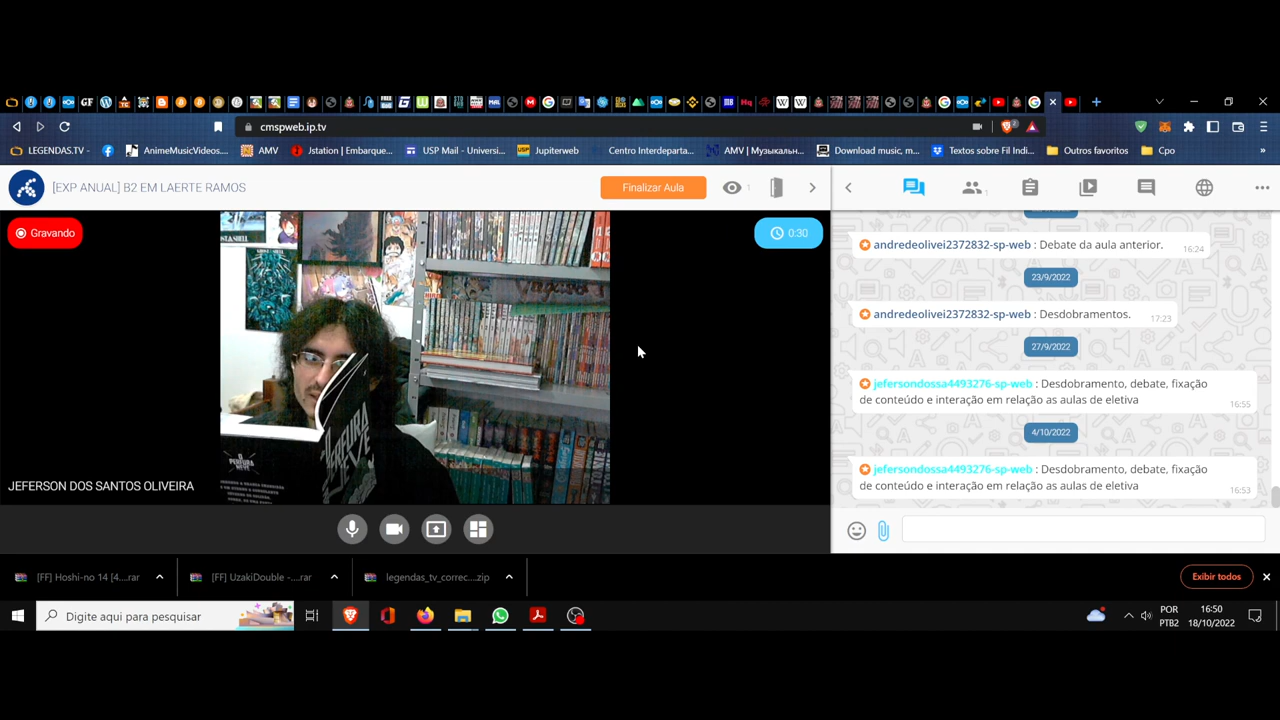 cmspweb.ip.tv
LEGENDAS.TV -
AnimeMusicVideos....
AMV
Jstation | Embarque...
USP Mail - Universi...
Jupiterweb
Centro Interdeparta...
AMV | Музыкальн...
Download music, m...
Textos sobre Fil Indi...
Outros favoritos
Cpo
[EXP ANUAL] B2 EM LAERTE RAMOS
Finalizar Aula
1
1
Gravando
0:30
JEFERSON DOS SANTOS OLIVEIRA
andredeolivei2372832-sp-web : Debate da aula anterior.
16:24
23/9/2022
andredeolivei2372832-sp-web : Desdobramentos.
17:23
27/9/2022
jefersondossa4493276-sp-web : Desdobramento, debate, fixação
de conteúdo e interação em relação as aulas de eletiva
16:55
4/10/2022
jefersondossa4493276-sp-web : Desdobramento, debate, fixação
de conteúdo e interação em relação as aulas de eletiva
16:53
[FF] Hoshi-no 14 [4....rar
[FF] UzakiDouble -....rar
legendas_tv_correc....zip
Exibir todos
Digite aqui para pesquisar
POR
PTB2
16:50
18/10/2022